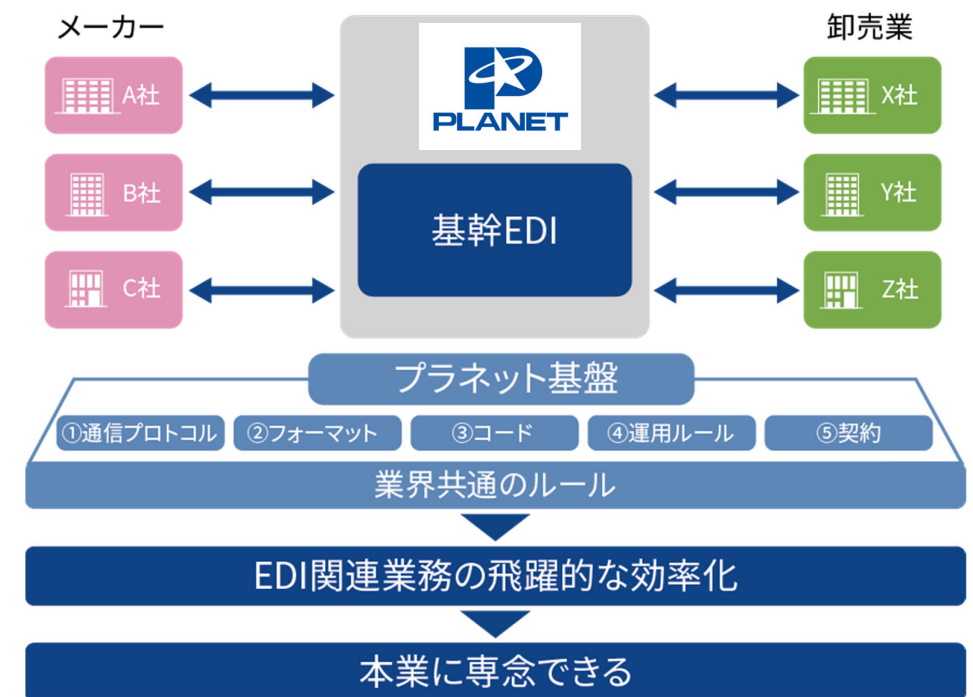 メーカー
卸売業
A社
B社
C社
PLANET
基幹EDI
X社
Y社
Z社
プラネット基盤
①通信プロトコル
②フォーマット
③コード
④運用ルール
⑤契約
業界共通のルール
EDI関連業務の飛躍的な効率化
本業に専念できる